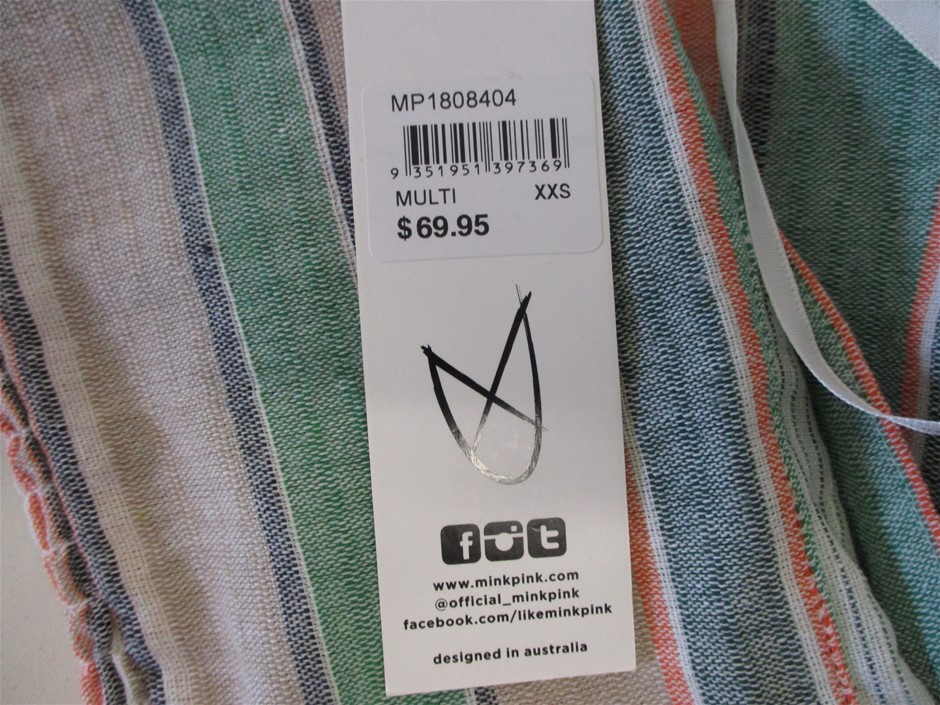 MP1808404
9 351951 397369
MULTI XXS
$69.95
f t
www.minkpink.com
@official_minkpink
facebook.com/likeminkpink
designed in australia